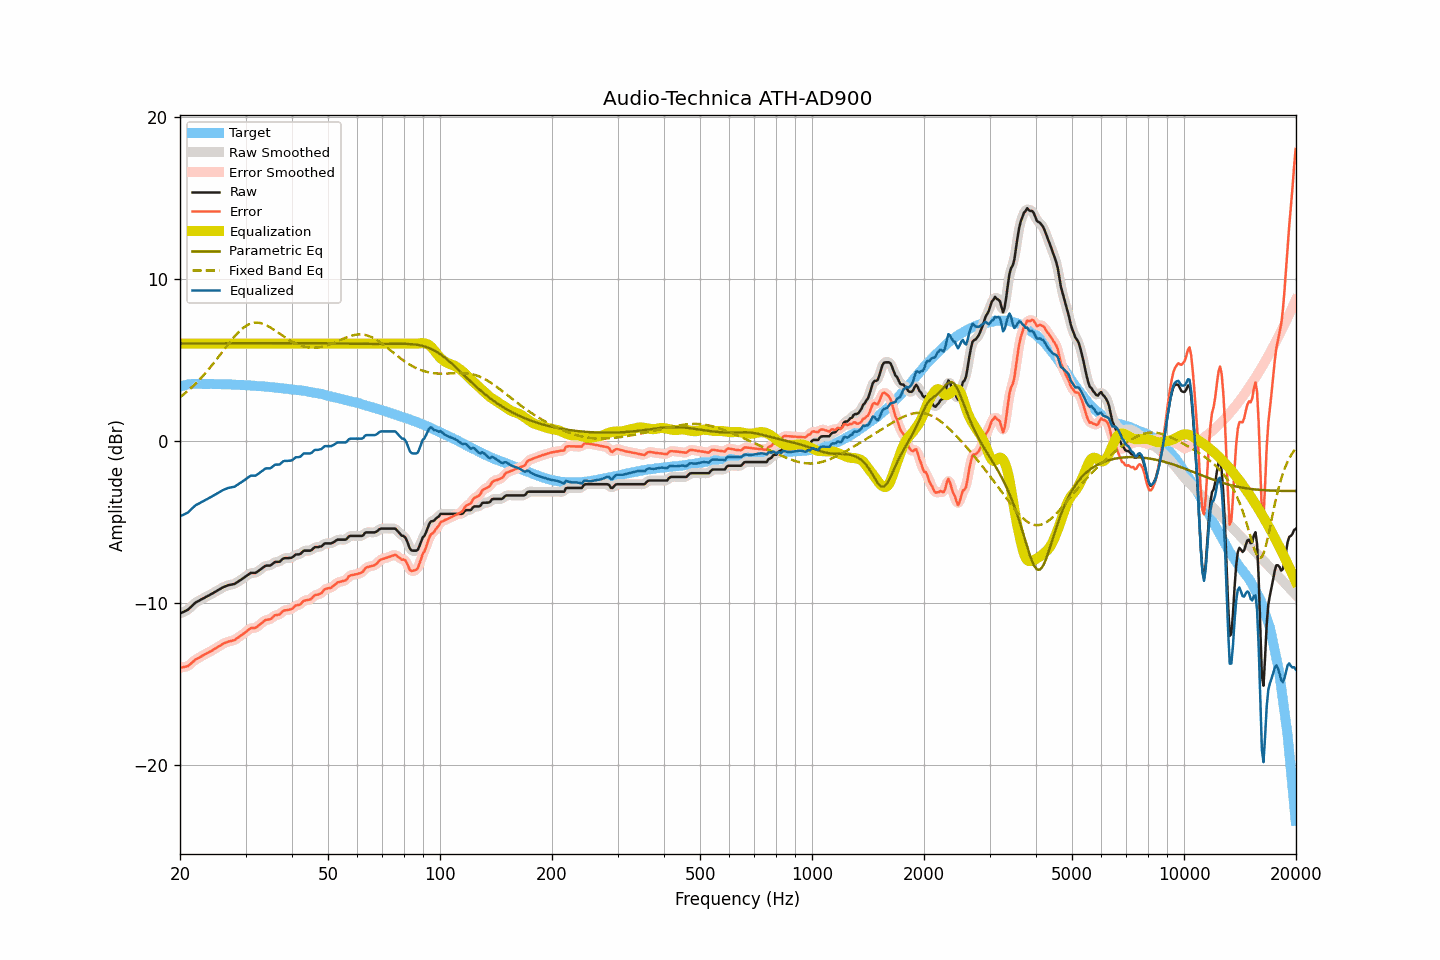 Audio-Technica ATH-AD900
20
10
0
−10
−20
Amplitude (dBr)
Target
Raw Smoothed
Error Smoothed
Raw
Error
Equalization
Parametric Eq
Fixed Band Eq
Equalized
20 50 100 200 500 1000 2000 5000 10000 20000
Frequency (Hz)